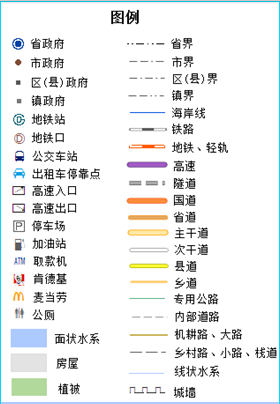 图例
省政府
市政府
区(县)政府
镇政府
地铁站
地铁口
公交车站
出租车停靠点
高速入口
高速出口
P 停车场
加油站
ATM 取款机
肯德基
麦当劳
公厕
面状水系
房屋
植被
省界
市界
区(县)界
镇界
海岸线
铁路
地铁、轻轨
高速
隧道
国道
省道
主干道
次干道
县道
乡道
专用公路
内部道路
机耕路、大路
乡村路、小路、栈道
线状水系
城墙